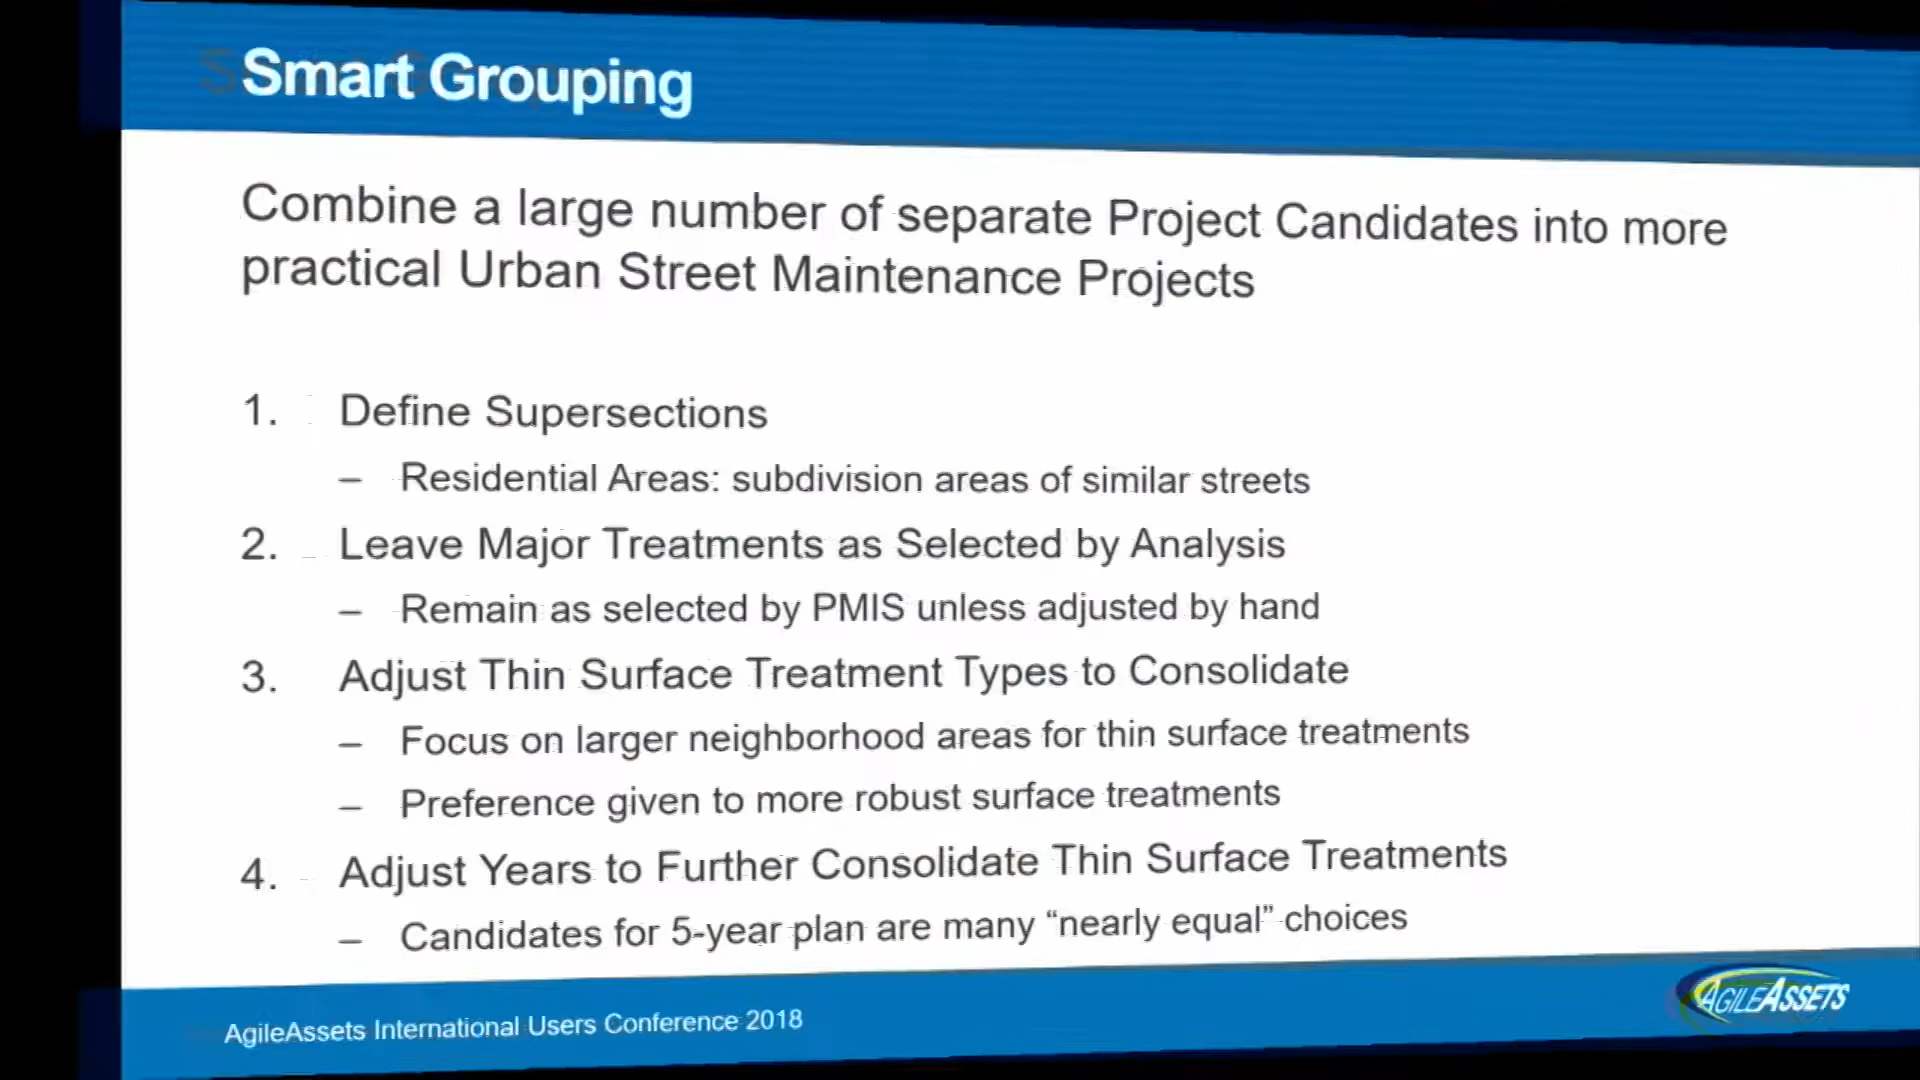 Smart Grouping
Combine a large number of separate Project Candidates into more
practical Urban Street Maintenance Projects
1. Define Supersections
– Residential Areas: subdivision areas of similar streets
2. Leave Major Treatments as Selected by Analysis
– Remain as selected by PMIS unless adjusted by hand
3. Adjust Thin Surface Treatment Types to Consolidate
– Focus on larger neighborhood areas for thin surface treatments
– Preference given to more robust surface treatments
4. Adjust Years to Further Consolidate Thin Surface Treatments
– Candidates for 5-year plan are many “nearly equal” choices
AgileAssets International Users Conference 2018
AGILEASSETS